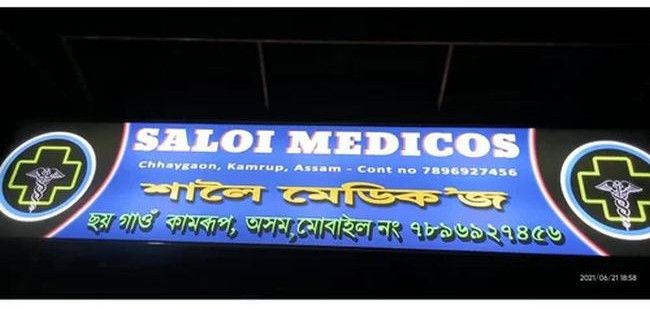 SALOI MEDICOS
Chhaygaon, Kamrup, Assam - Cont no 7896927456
শালৈ মেডিক'জ
ছয় গাওঁ কামৰূপ, অসম,মোবাইল নং ৭৮৯৬৯২৭৪৫৬
2021/06/21 18:58